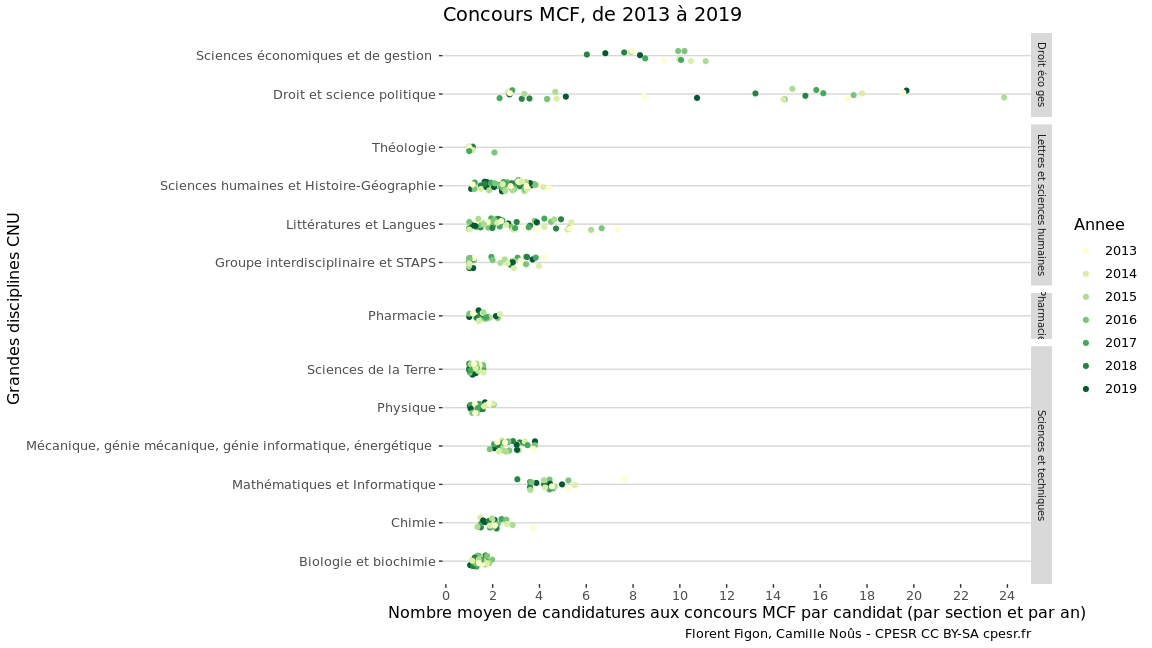 Concours MCF, de 2013 à 2019
Grandes disciplines CNU
Sciences économiques et de gestion
Droit et science politique
Droit éco ges
Théologie
Sciences humaines et Histoire-Géographie
Littératures et Langues
Groupe interdisciplinaire et STAPS
Lettres et sciences humaines
Pharmacie
Pharmacie
Sciences de la Terre
Physique
Mécanique, génie mécanique, génie informatique, énergétique
Mathématiques et Informatique
Chimie
Biologie et biochimie
Sciences et techniques
0 2 4 6 8 10 12 14 16 18 20 22 24
Nombre moyen de candidatures aux concours MCF par candidat (par section et par an)
Florent Figon, Camille Noûs - CPESR CC BY-SA cpesr.fr
Annee
2013
2014
2015
2016
2017
2018
2019